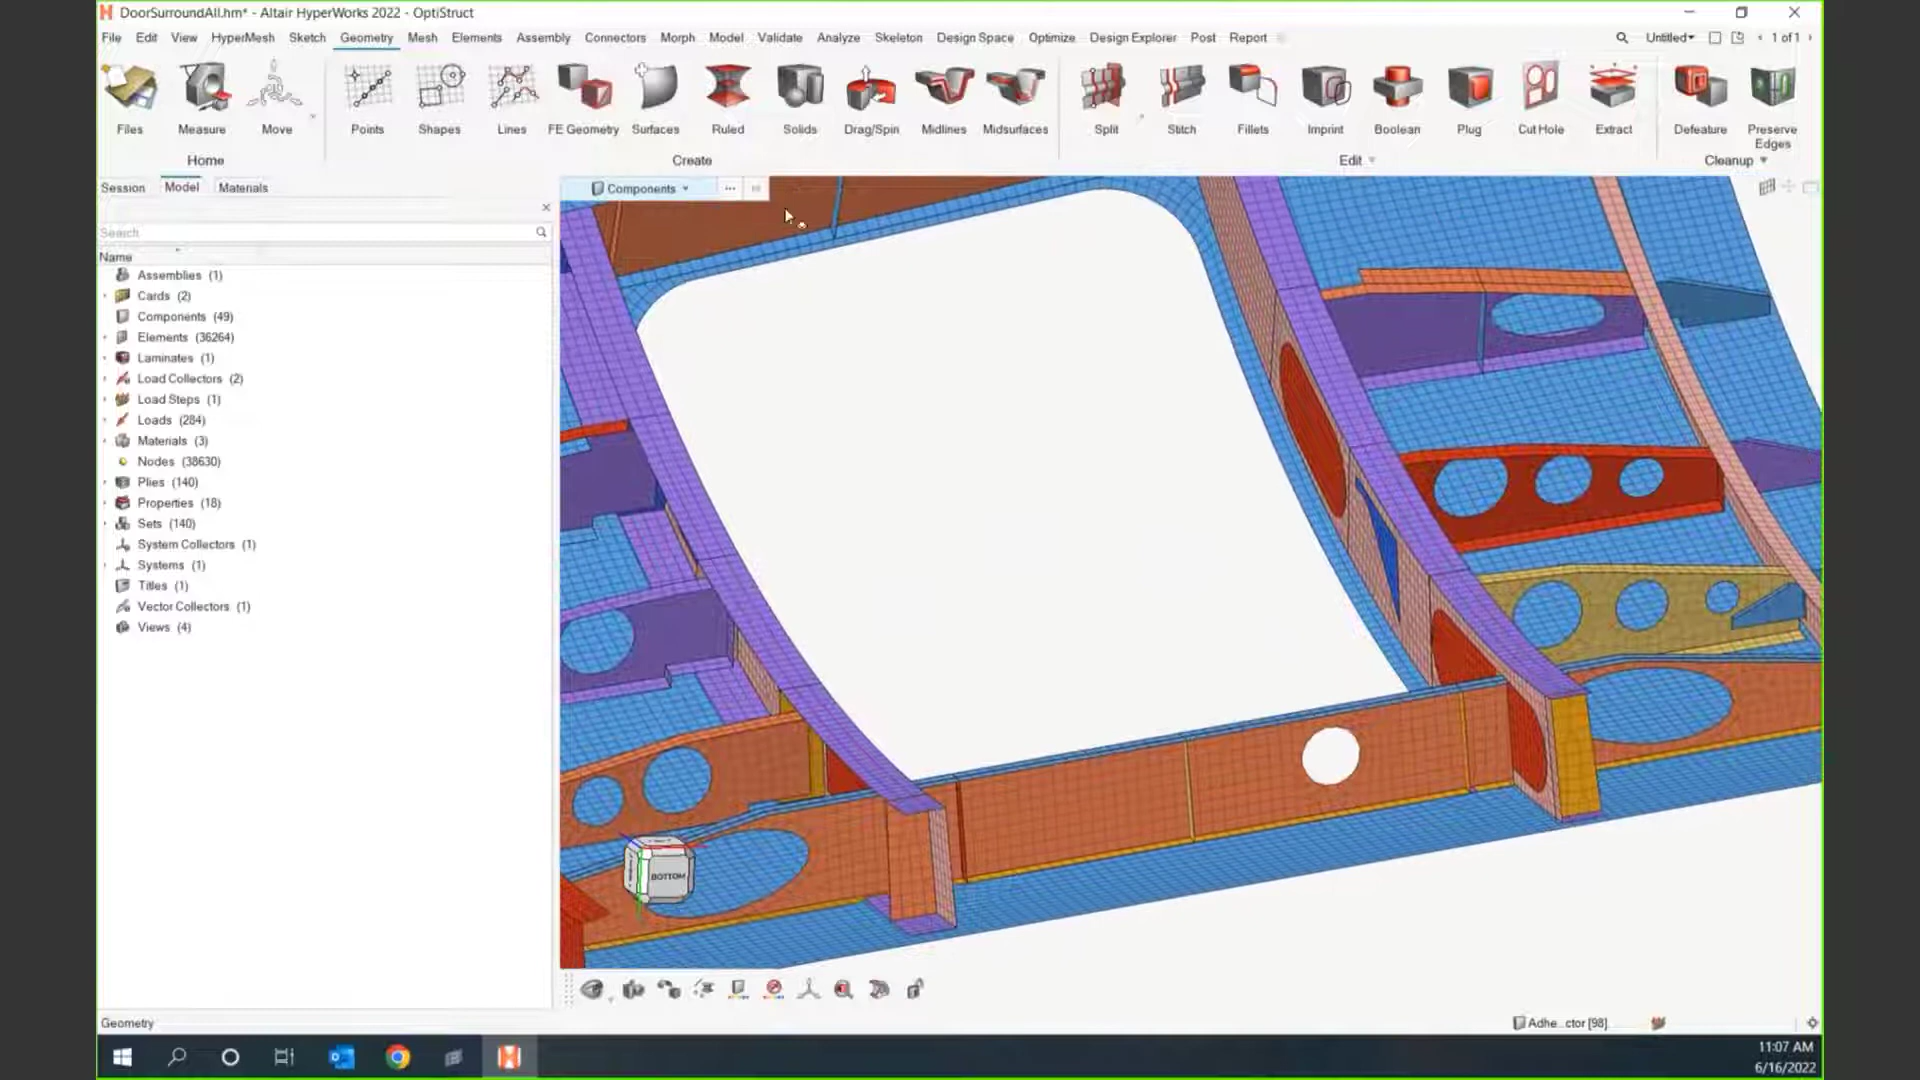 DoorSurroundAll.hm* - Altair HyperWorks 2022 - OptiStruct
File Edit View HyperMesh Sketch Geometry Mesh Elements Assembly Connectors Morph Model Validate Analyze Skeleton Design Space Optimize Design Explorer Post Report Untitled 1 of 1
Files Measure Move Points Shapes Lines FE Geometry Surfaces Ruled Solids Drag/Spin Midlines Midsurfaces Split Stitch Fillets Imprint Boolean Plug Cut Hole Extract Defeature Preserve Edges
Home Create Edit Cleanup
Session Model Materials
Components
Search
Name
Assemblies (1)
Cards (2)
Components (49)
Elements (36264)
Laminates (1)
Load Collectors (2)
Load Steps (1)
Loads (284)
Materials (3)
Nodes (38630)
Plies (140)
Properties (18)
Sets (140)
System Collectors (1)
Systems (1)
Titles (1)
Vector Collectors (1)
Views (4)
BOTTOM
Geometry
Adhe...ctor [98]
11:07 AM
6/16/2022